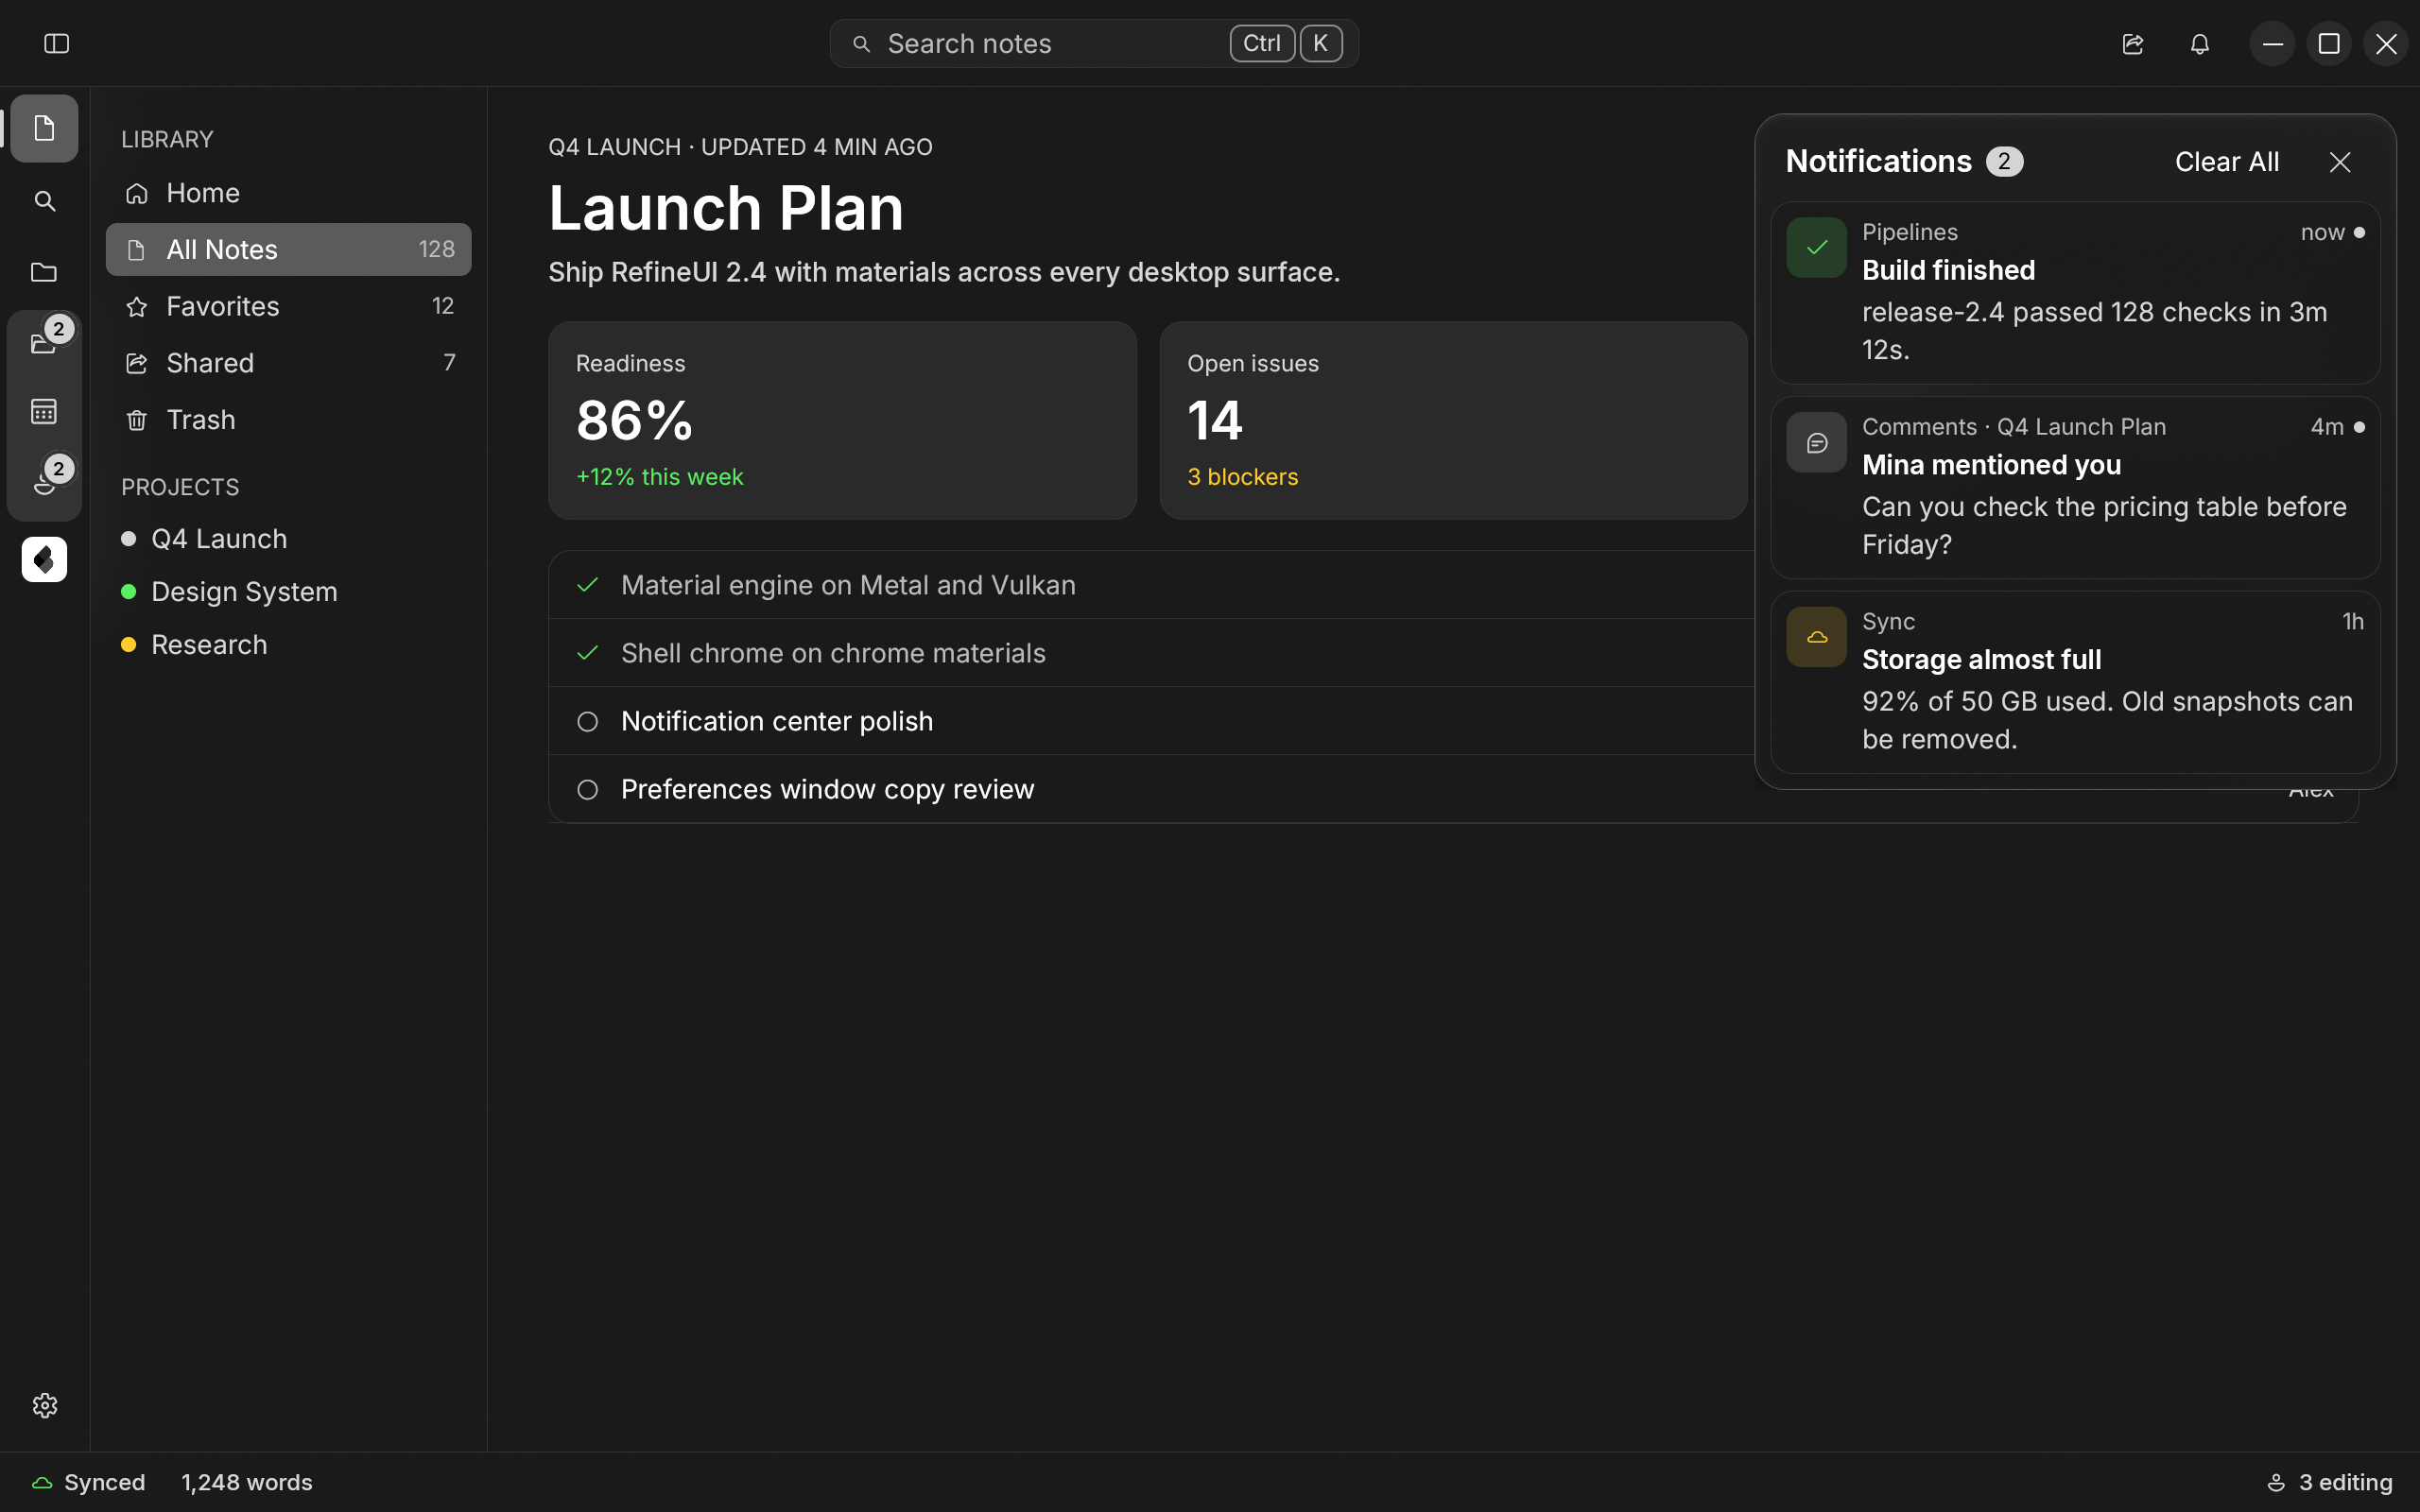 Search notes
Ctrl K
2
2
LIBRARY
Home
All Notes 128
Favorites 12
Shared 7
Trash
PROJECTS
Q4 Launch
Design System
Research
Q4 LAUNCH · UPDATED 4 MIN AGO
Launch Plan
Ship RefineUI 2.4 with materials across every desktop surface.
Readiness
86%
+12% this week
Open issues
14
3 blockers
Material engine on Metal and Vulkan
Shell chrome on chrome materials
Notification center polish
Preferences window copy review
Alex
Notifications 2 Clear All
Pipelines now
Build finished
release-2.4 passed 128 checks in 3m
12s.
Comments · Q4 Launch Plan 4m
Mina mentioned you
Can you check the pricing table before
Friday?
Sync 1h
Storage almost full
92% of 50 GB used. Old snapshots can
be removed.
Synced 1,248 words
3 editing